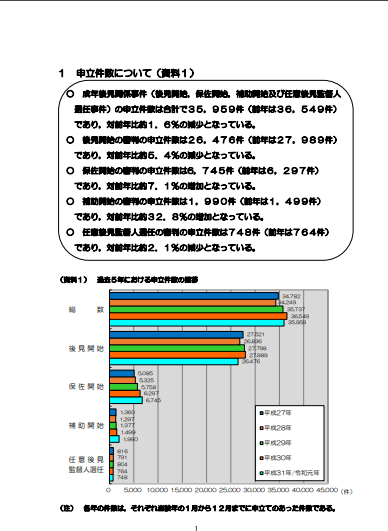 １　申立件数について（資料１）
○　成年後見関係事件（後見開始，保佐開始，補助開始及び任意後見監督人
選任事件）の申立件数は合計で３５，９５９件（前年は３６，５４９件）
であり，対前年比約１．６％の減少となっている。
○　後見開始の審判の申立件数は２６，４７６件（前年は２７，９８９件）
であり，対前年比約５．４％の減少となっている。
○　保佐開始の審判の申立件数は６，７４５件（前年は６，２９７件）
であり，対前年比約７．１％の増加となっている。
○　補助開始の審判の申立件数は１，９９０件（前年は１，４９９件）
であり，対前年比約３２．８％の増加となっている。
○　任意後見監督人選任の審判の申立件数は７４８件（前年は７６４件）
であり，対前年比約２．１％の減少となっている。
（資料１）　過去５年における申立件数の推移
総　数
34,782
34,249
35,737
36,549
35,959
後見開始
27,521
26,836
27,798
27,989
26,476
保佐開始
5,085
5,325
5,758
6,297
6,745
補助開始
1,360
1,297
1,377
1,499
1,990
任意後見
監督人選任
816
791
804
764
748
平成27年
平成28年
平成29年
平成30年
平成31年/令和元年
0 5,000 10,000 15,000 20,000 25,000 30,000 35,000 40,000 45,000（件）
（注）　各年の件数は，それぞれ当該年の１月から１２月までに申立てのあった件数である。
1